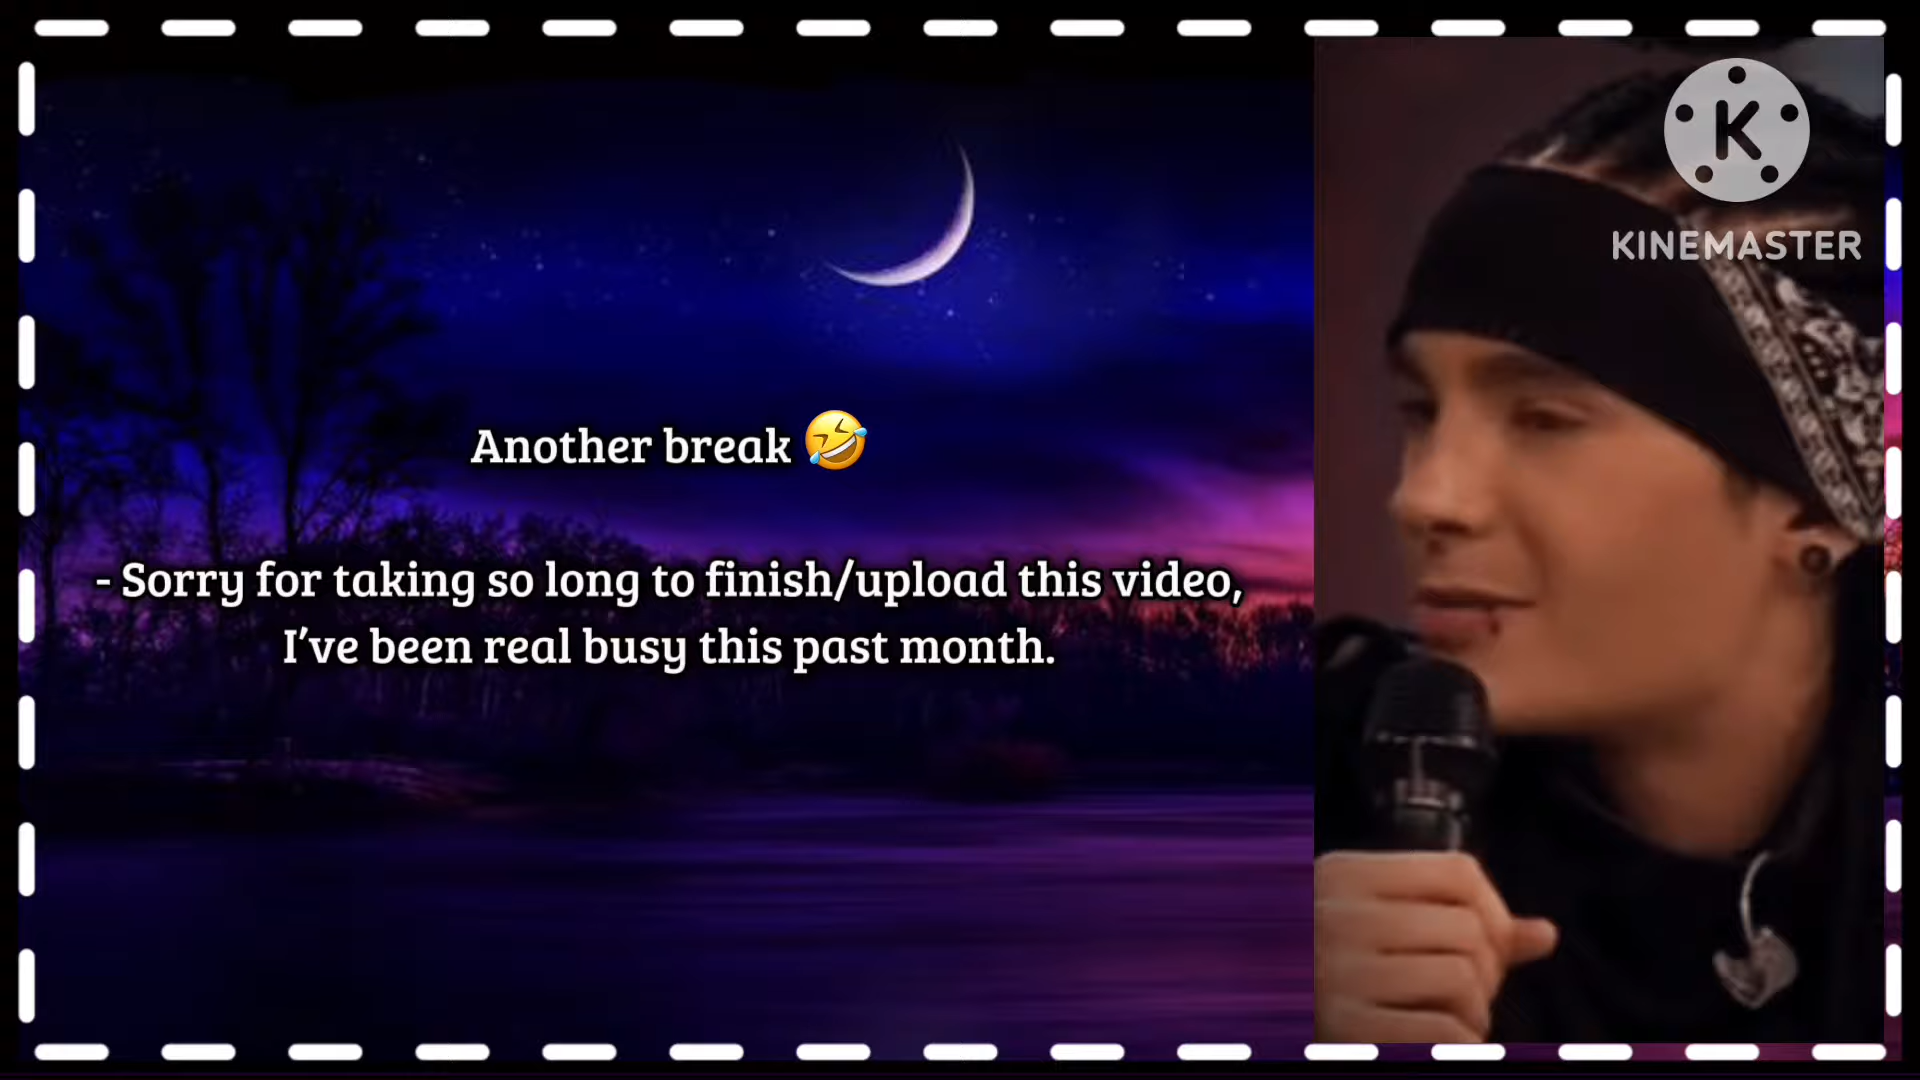 K
KINEMASTER
Another break 🤣
- Sorry for taking so long to finish/upload this video,
I've been real busy this past month.